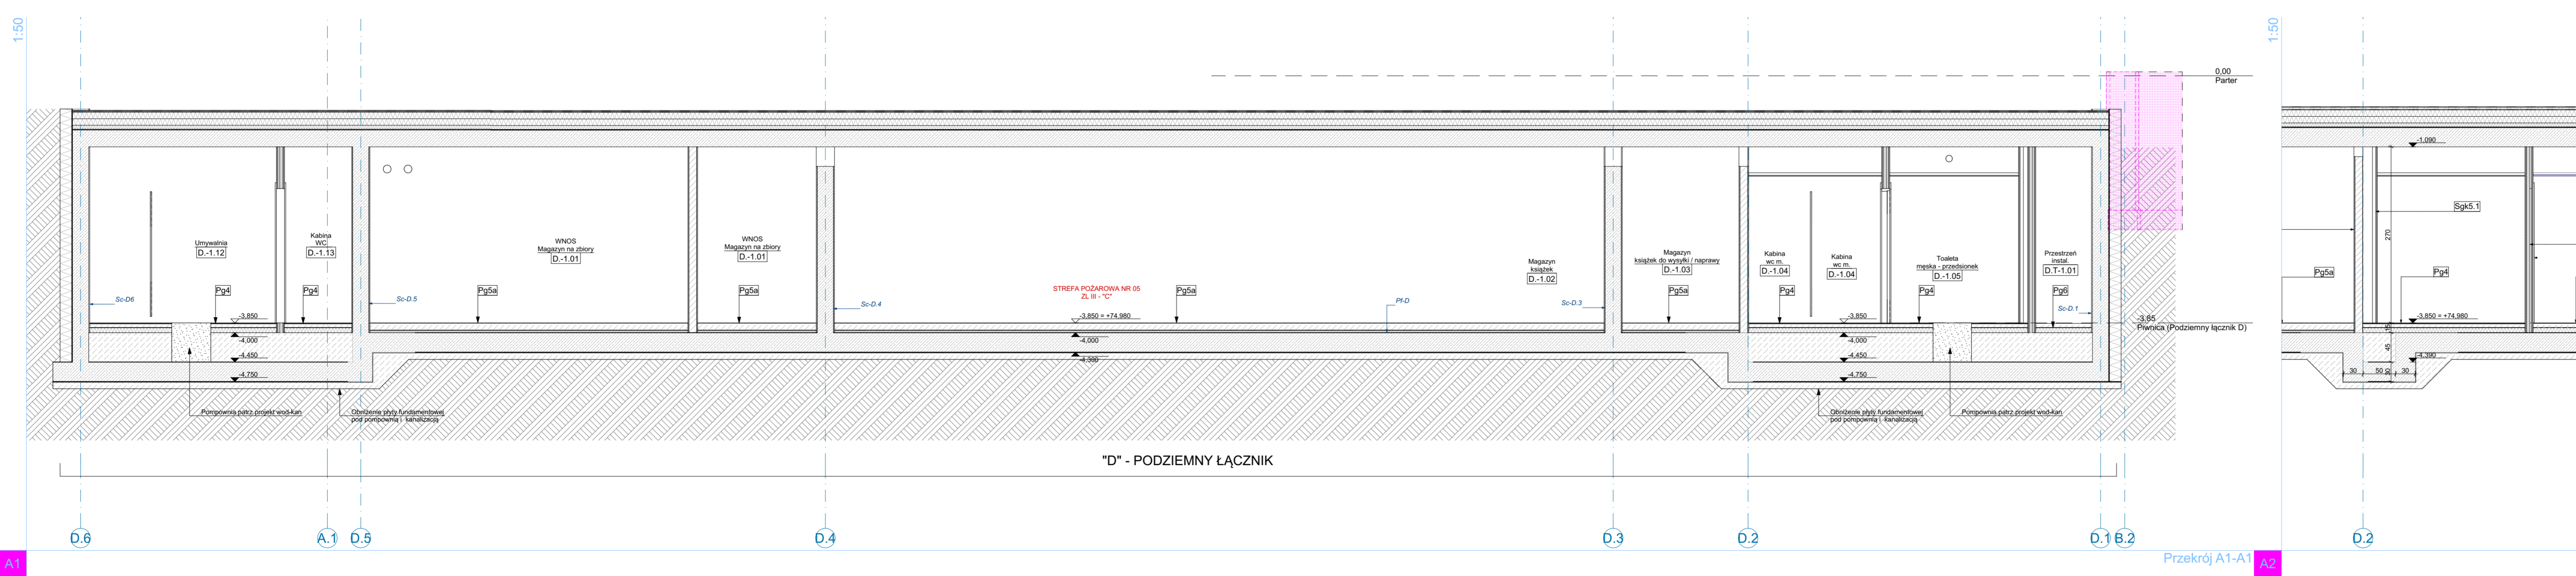 1:50
1:50
0,00
Parter
-1,090
Umywalnia
D.-1.12
Kabina
WC
D.-1.13
WNOS
Magazyn na zbiory
D.-1.01
WNOS
Magazyn na zbiory
D.-1.01
Magazyn
książek
D.-1.02
Magazyn
książek do wysyłki / naprawy
D.-1.03
Kabina
wc m.
D.-1.04
Kabina
wc m.
D.-1.04
Toaleta
męska - przedsionek
D.-1.05
Przestrzeń
instal.
D.T-1.01
Sgk5.1
270
Pg5a
Pg4
Sc-D6
Pg4
Pg4
Sc-D.5
Pg5a
Pg5a
Sc-D.4
STREFA POŻAROWA NR 05
ZL III - "C"
Pg5a
Pf-D
Sc-D.3
Pg5a
Pg4
Pg4
Pg6
Sc-D.1
-3,850
-3,850 = +74,980
-3,850
-3,85
Piwnica (Podziemny łącznik D)
-3,850 = +74,980
-4,000
-4,450
-4,750
-4,000
-4,390
-4,000
-4,450
-4,750
15
45
-4,390
30
50
30
30
Pompownia patrz projekt wod-kan
Obniżenie płyty fundamentowej
pod pompownią i kanalizacją
Obniżenie płyty fundamentowej
pod pompownią i kanalizacją
Pompownia patrz projekt wod-kan
"D" - PODZIEMNY ŁĄCZNIK
D.6
A.1
D.5
D.4
D.3
D.2
D.1
B.2
D.2
A1
Przekrój A1-A1
A2